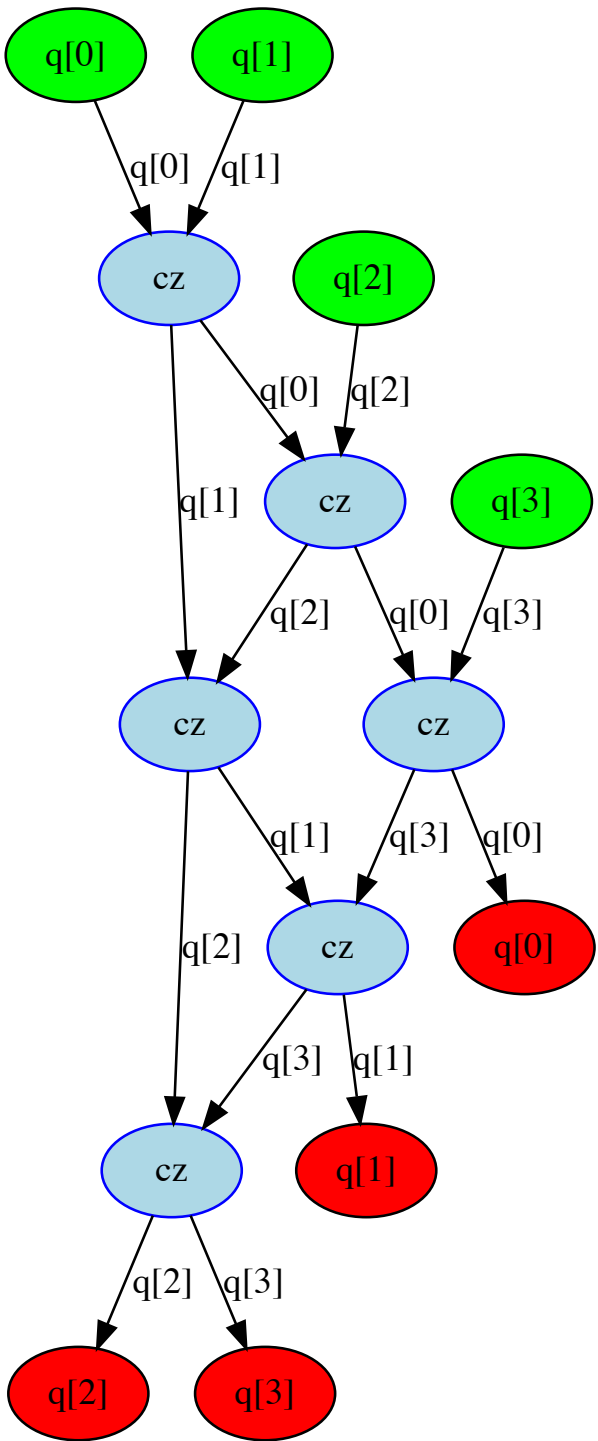 q[0] q[1]
q[0] q[1]
cz q[2]
q[0] q[2]
q[1] cz q[3]
q[2] q[0] q[3]
cz cz
q[1] q[3] q[0]
q[2] cz q[0]
q[3] q[1]
cz q[1]
q[2] q[3]
q[2] q[3]